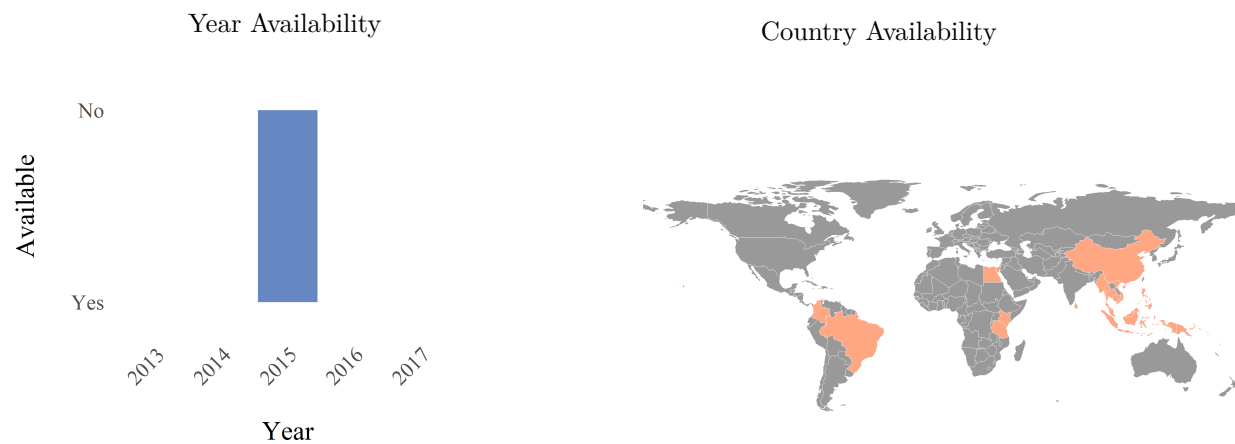 Year Availability
Available
No
Yes
2013
2014
2015
2016
2017
Year
Country Availability